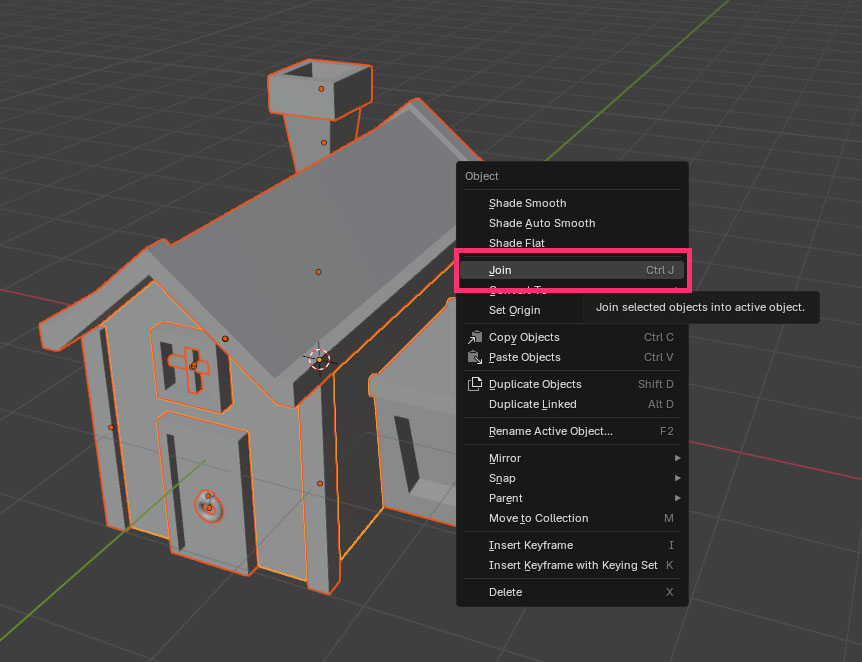 Object
Shade Smooth
Shade Auto Smooth
Shade Flat
Join Ctrl J
Convert To
Set Origin
Join selected objects into active object.
Copy Objects Ctrl C
Paste Objects Ctrl V
Duplicate Objects Shift D
Duplicate Linked Alt D
Rename Active Object... F2
Mirror
Snap
Parent
Move to Collection M
Insert Keyframe I
Insert Keyframe with Keying Set K
Delete X